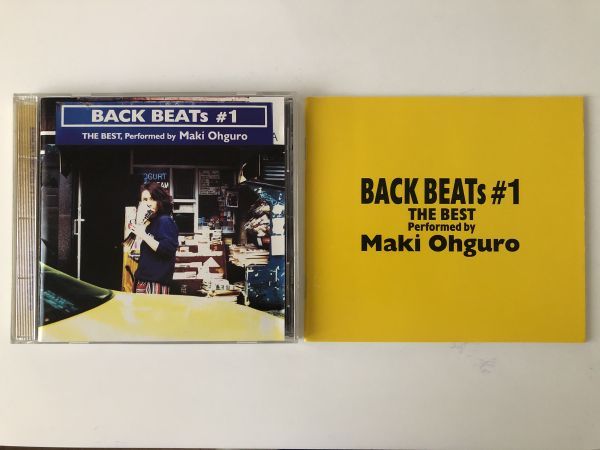 BACK BEATs #1
THE BEST, Performed by Maki Ohguro
BACK BEATs #1
THE BEST
Performed by
Maki Ohguro